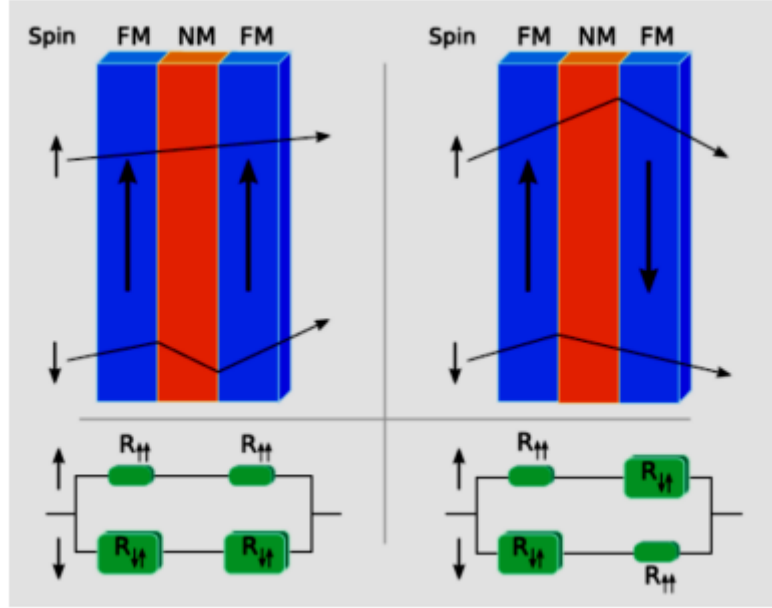 Spin FM NM FM
Spin FM NM FM
R↑↑ R↑↑
R↓↑ R↓↑
R↑↑ R↓↑
R↓↑ R↑↑